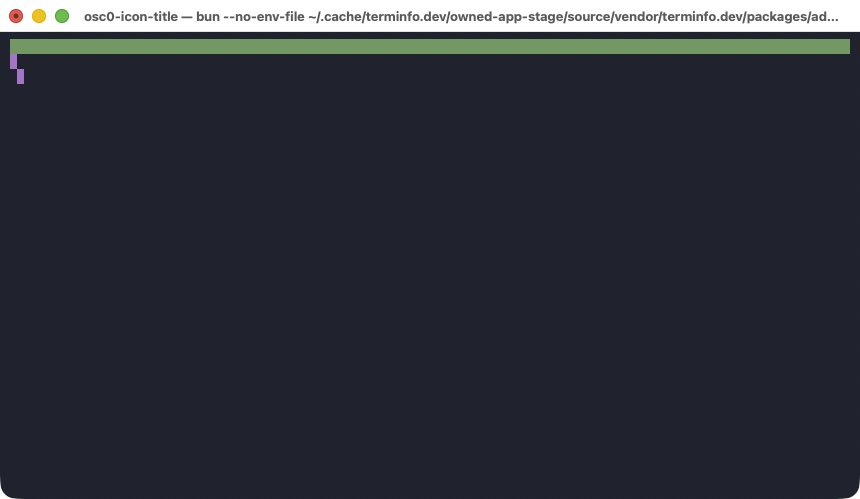 osc0-icon-title — bun --no-env-file ~/.cache/terminfo.dev/owned-app-stage/source/vendor/terminfo.dev/packages/ad...